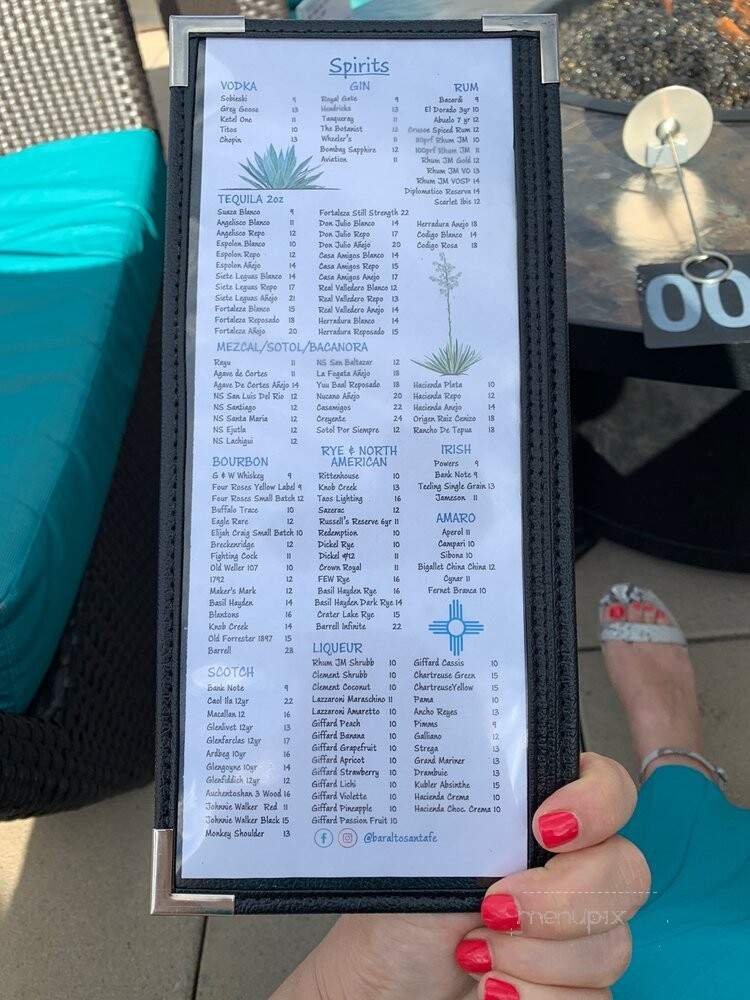 Spirits
VODKA
Sobieski 9
Grey Goose 13
Ketel One 11
Titos 10
Chopin 13
GIN
Royal Gate 9
Hendricks 13
Tanqueray 11
The Botanist 12
Wheeler's 11
Bombay Sapphire 12
Aviation 11
RUM
Bacardi 9
El Dorado 3yr 10
Abuelo 7 yr 12
Crusoe Spiced Rum 12
80prf Rhum JM 10
100prf Rhum JM 11
Rhum JM Gold 12
Rhum JM VO 13
Rhum JM VOSP 14
Diplomatico Reserva 14
Scarlet Ibis 12
TEQUILA 2oz
Suaza Blanco 9
Angelisco Blanco 11
Angelisco Repo 12
Espolon Blanco 10
Espolon Repo 12
Espolon Añejo 14
Siete Leguas Blanco 14
Siete Leguas Repo 17
Siete Leguas Añejo 21
Fortaleza Blanco 15
Fortaleza Reposado 18
Fortaleza Añejo 20
Fortaleza Still Strength 22
Don Julio Blanco 14
Don Julio Repo 17
Don Julio Añejo 20
Casa Amigos Blanco 14
Casa Amigos Repo 15
Casa Amigos Anejo 17
Real Valledero Blanco 12
Real Valledero Repo 13
Real Valledero Anejo 14
Herradura Blanco 14
Herradura Reposado 15
Herradura Anejo 18
Codigo Blanco 14
Codigo Rosa 18
MEZCAL/SOTOL/BACANORA
Rayu 11
Agave de Cortes 11
Agave De Cortes Añejo 14
NS San Luis Del Rio 12
NS Santiago 12
NS Santa Maria 12
NS Ejutla 12
NS Lachigui 12
NS San Baltazar 12
La Fogata Añejo 18
Yuu Baal Reposado 18
Nucano Añejo 20
Casamigos 22
Creyente 24
Sotol Por Siempre 12
Hacienda Plata 10
Hacienda Repo 12
Hacienda Anejo 14
Origen Raiz Cenizo 18
Rancho De Tepua 18
BOURBON
G & W Whiskey 9
Four Roses Yellow Label 9
Four Roses Small Batch 12
Buffalo Trace 10
Eagle Rare 12
Elijah Craig Small Batch 10
Breckenridge 12
Fighting Cock 11
Old Weller 107 10
1792 12
Maker's Mark 12
Basil Hayden 14
Blantons 16
Knob Creek 14
Old Forrester 1897 15
Barrell 28
RYE & NORTH
AMERICAN
Rittenhouse 10
Knob Creek 13
Taos Lighting 16
Sazerac 12
Russell's Reserve 6yr 11
Redemption 10
Dickel Rye 10
Dickel #12 11
Crown Royal 11
FEW Rye 16
Basil Hayden Rye 16
Basil Hayden Dark Rye 14
Crater Lake Rye 15
Barrell Infinite 22
IRISH
Powers 9
Bank Note 9
Teeling Single Grain 13
Jameson 11
AMARO
Aperol 11
Campari 10
Sibona 10
Bigallet China China 12
Cynar 11
Fernet Branca 10
SCOTCH
Bank Note 9
Caol Ila 12yr 22
Macallan 12 16
Glenlivet 12yr 13
Glenfarclas 12yr 17
Ardbeg 10yr 16
Glengoyne 10yr 14
Glenfiddich 12yr 12
Auchentoshan 3 Wood 16
Johnnie Walker Red 11
Johnnie Walker Black 15
Monkey Shoulder 13
LIQUEUR
Rhum JM Shrubb 10
Clement Shrubb 10
Clement Coconut 10
Lazzaroni Maraschino 11
Lazzaroni Amaretto 10
Giffard Peach 10
Giffard Banana 10
Giffard Grapefruit 10
Giffard Apricot 10
Giffard Strawberry 10
Giffard Lichi 10
Giffard Violette 10
Giffard Pineapple 10
Giffard Passion Fruit 10
Giffard Cassis 10
Chartreuse Green 15
ChartreuseYellow 15
Pama 10
Ancho Reyes 13
Pimms 9
Galliano 12
Strega 13
Grand Mariner 13
Drambuie 13
Kubler Absinthe 15
Hacienda Crema 10
Hacienda Choc. Crema 10
@baraltosantafe
00
menupix